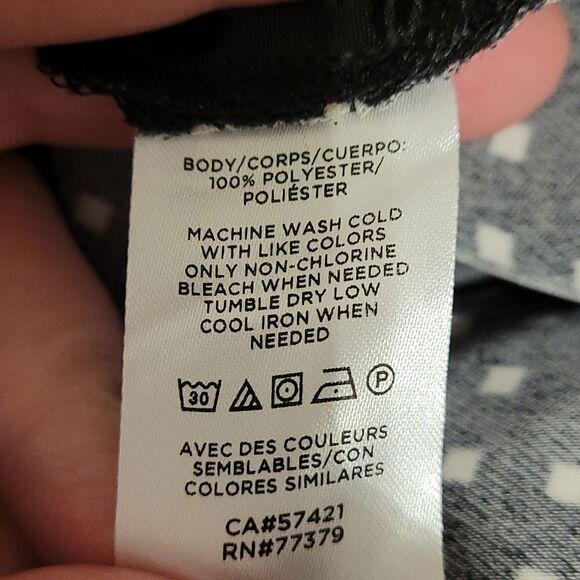 BODY/CORPS/CUERPO:
100% POLYESTER/
POLIÉSTER
MACHINE WASH COLD
WITH LIKE COLORS
ONLY NON-CHLORINE
BLEACH WHEN NEEDED
TUMBLE DRY LOW
COOL IRON WHEN
NEEDED
30 P
AVEC DES COULEURS
SEMBLABLES/CON
COLORES SIMILARES
CA#57421
RN#77379